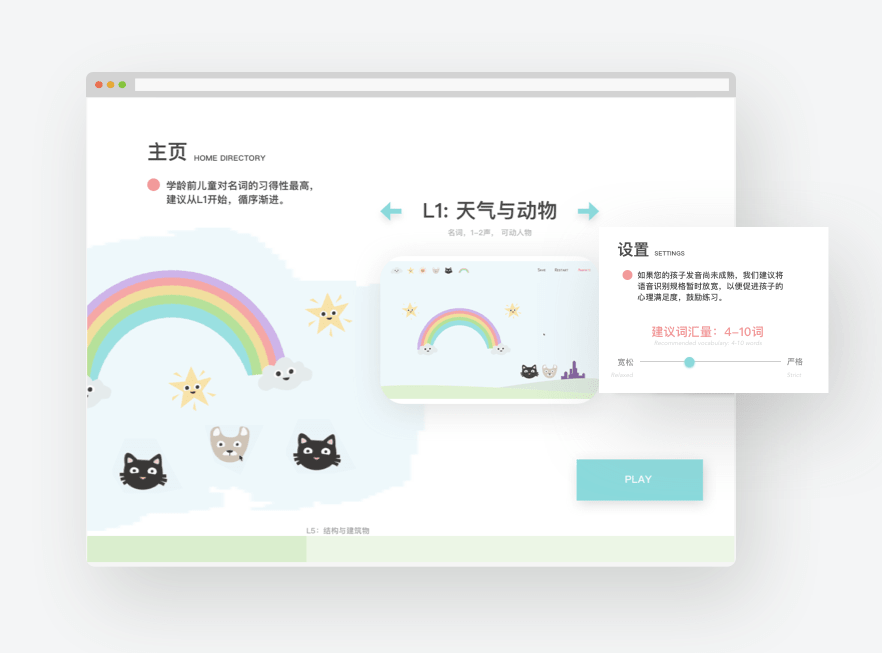 主页 HOME DIRECTORY
学龄前儿童对名词的习得性最高，
建议从L1开始，循序渐进。
L1: 天气与动物
名词，1-2声， 可动人物
设置 SETTINGS
如果您的孩子发音尚未成熟，我们建议将
语音识别规格暂时放宽，以便促进孩子的
心理满足度，鼓励练习。
建议词汇量：4-10词
Recommended vocabulary: 4-10 words
宽松 严格
Relaxed Strict
PLAY
L5：结构与建筑物